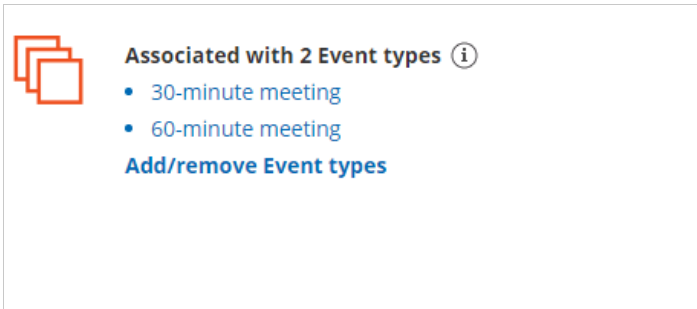 Associated with 2 Event types
30-minute meeting
60-minute meeting
Add/remove Event types